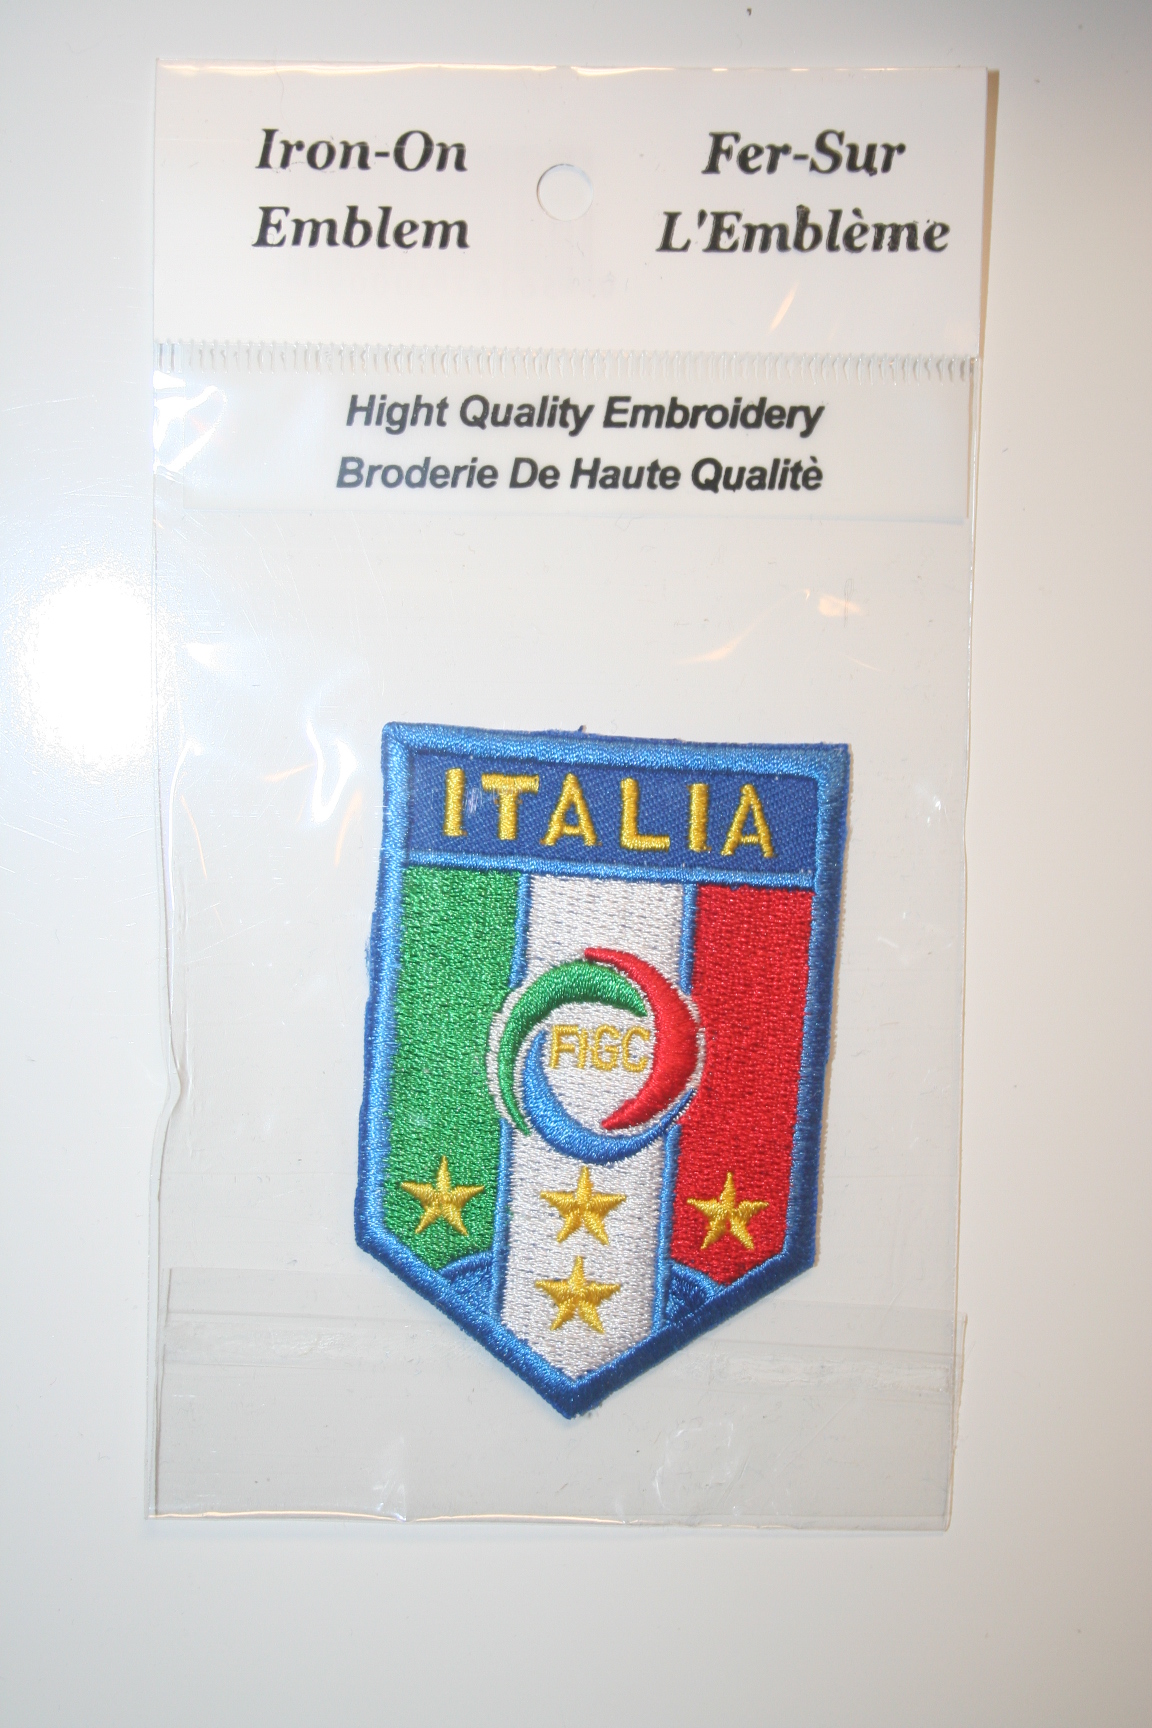 Iron-On
Emblem
Fer-Sur
L'Emblème
Hight Quality Embroidery
Broderie De Haute Qualitè
ITALIA
FIGC